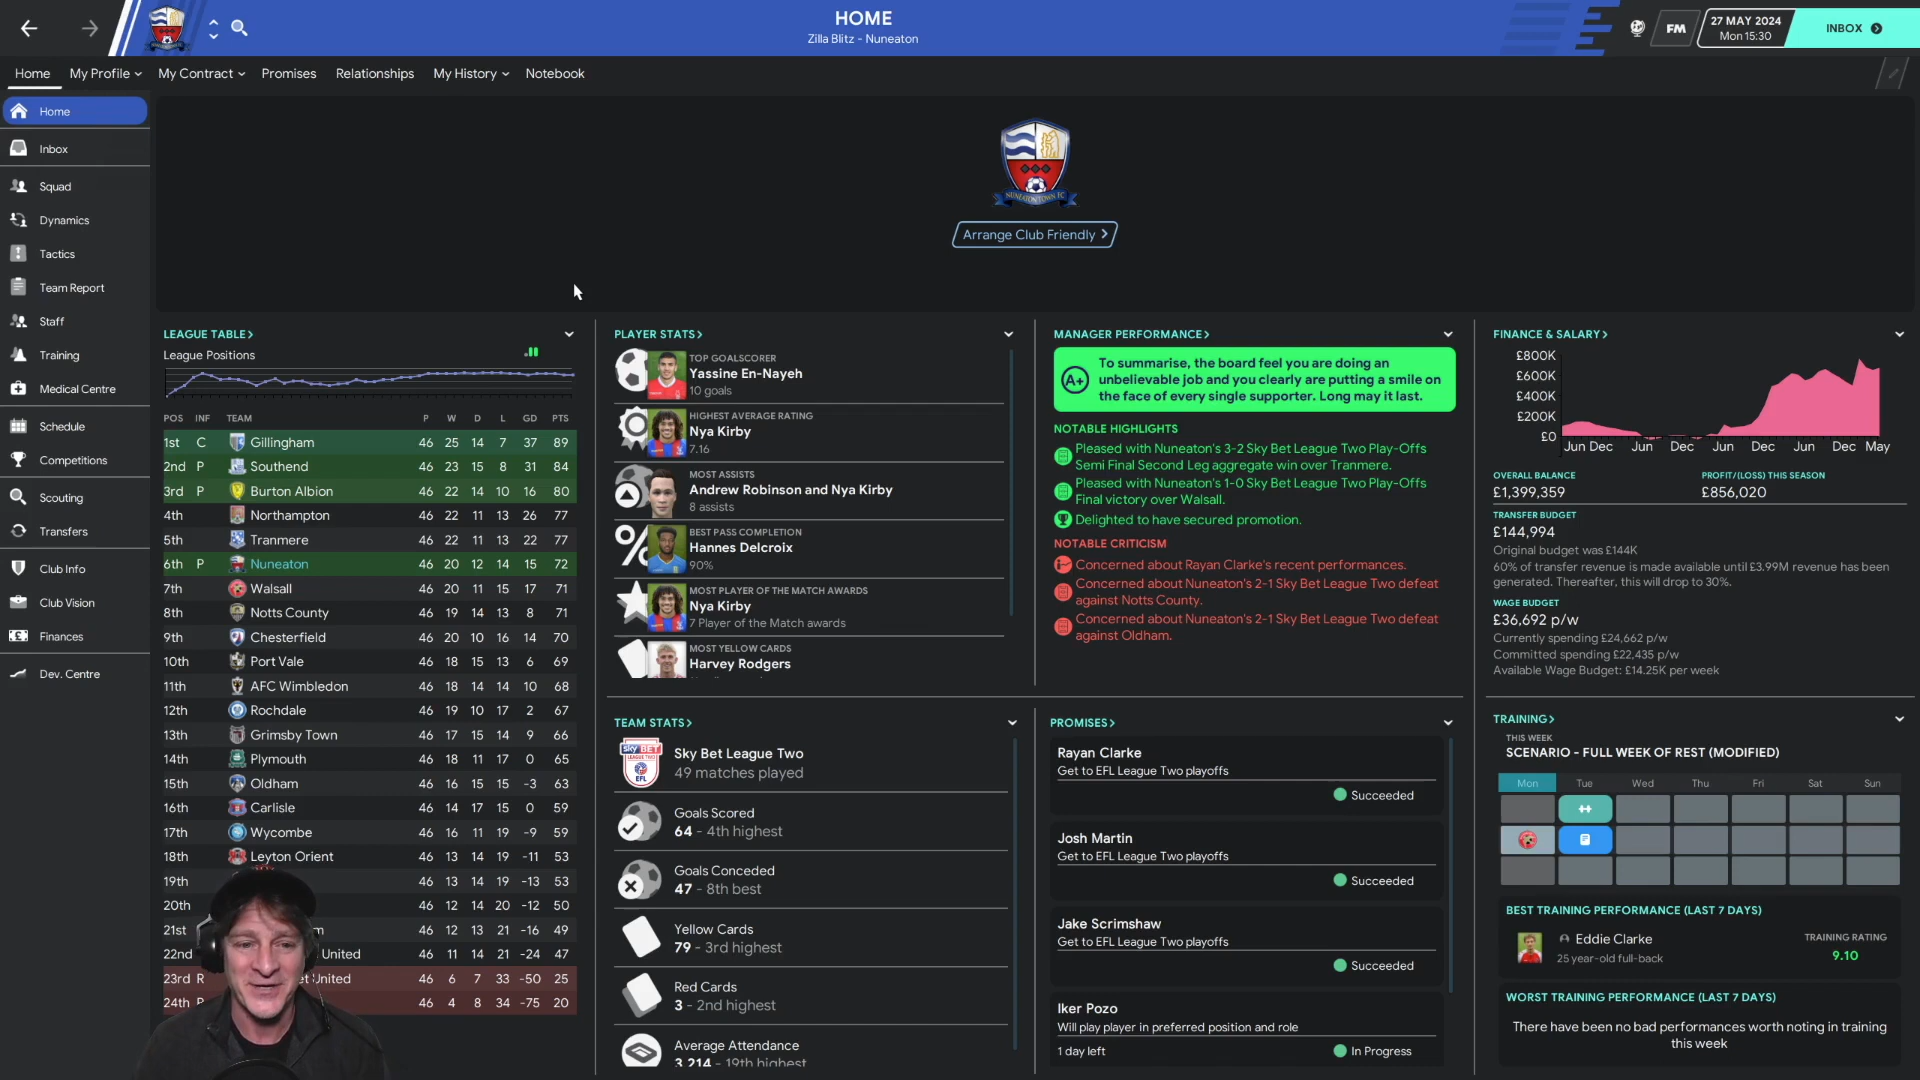 HOME
Zilla Blitz - Nuneaton
FM
27 MAY 2024
Mon 15:30
INBOX
Home
My Profile
My Contract
Promises
Relationships
My History
Notebook
Home
Inbox
Squad
Dynamics
Tactics
Team Report
Staff
Training
Medical Centre
Schedule
Competitions
Scouting
Transfers
Club Info
Club Vision
Finances
Dev. Centre
NUNEATON TOWN FC
Arrange Club Friendly >
LEAGUE TABLE>
League Positions
POS INF TEAM P W D L GD PTS
1st C Gillingham 46 25 14 7 37 89
2nd P Southend 46 23 15 8 31 84
3rd P Burton Albion 46 22 14 10 16 80
4th Northampton 46 22 11 13 26 77
5th Tranmere 46 22 11 13 22 77
6th P Nuneaton 46 20 12 14 15 72
7th Walsall 46 20 11 15 17 71
8th Notts County 46 19 14 13 8 71
9th Chesterfield 46 20 10 16 14 70
10th Port Vale 46 18 15 13 6 69
11th AFC Wimbledon 46 18 14 14 10 68
12th Rochdale 46 19 10 17 2 67
13th Grimsby Town 46 17 15 14 9 66
14th Plymouth 46 18 11 17 0 65
15th Oldham 46 16 15 15 -3 63
16th Carlisle 46 14 17 15 0 59
17th Wycombe 46 16 11 19 -9 59
18th Leyton Orient 46 13 14 19 -11 53
19th 46 13 14 19 -13 53
20th 46 12 14 20 -12 50
21st m 46 12 13 21 -16 49
22nd United 46 11 14 21 -24 47
23rd R et United 46 6 7 33 -50 25
24th 46 4 8 34 -75 20
PLAYER STATS>
TOP GOALSCORER
Yassine En-Nayeh
10 goals
HIGHEST AVERAGE RATING
Nya Kirby
7.16
MOST ASSISTS
Andrew Robinson and Nya Kirby
8 assists
BEST PASS COMPLETION
Hannes Delcroix
90%
MOST PLAYER OF THE MATCH AWARDS
Nya Kirby
7 Player of the Match awards
MOST YELLOW CARDS
Harvey Rodgers
TEAM STATS>
sky BET
EFL
Sky Bet League Two
49 matches played
Goals Scored
64 - 4th highest
Goals Conceded
47 - 8th best
Yellow Cards
79 - 3rd highest
Red Cards
3 - 2nd highest
Average Attendance
3,214 - 19th highest
MANAGER PERFORMANCE>
A+
To summarise, the board feel you are doing an
unbelievable job and you clearly are putting a smile on
the face of every single supporter. Long may it last.
NOTABLE HIGHLIGHTS
Pleased with Nuneaton's 3-2 Sky Bet League Two Play-Offs
Semi Final Second Leg aggregate win over Tranmere.
Pleased with Nuneaton's 1-0 Sky Bet League Two Play-Offs
Final victory over Walsall.
Delighted to have secured promotion.
NOTABLE CRITICISM
Concerned about Rayan Clarke's recent performances.
Concerned about Nuneaton's 2-1 Sky Bet League Two defeat
against Notts County.
Concerned about Nuneaton's 2-1 Sky Bet League Two defeat
against Oldham.
PROMISES>
Rayan Clarke
Get to EFL League Two playoffs
Succeeded
Josh Martin
Get to EFL League Two playoffs
Succeeded
Jake Scrimshaw
Get to EFL League Two playoffs
Succeeded
Iker Pozo
Will play player in preferred position and role
1 day left
In Progress
FINANCE & SALARY>
£800K
£600K
£400K
£200K
£0
Jun Dec Jun Dec Jun Dec Jun Dec May
OVERALL BALANCE
£1,399,359
PROFIT/(LOSS) THIS SEASON
£856,020
TRANSFER BUDGET
£144,994
Original budget was £144K
60% of transfer revenue is made available until £3.99M revenue has been
generated. Thereafter, this will drop to 30%.
WAGE BUDGET
£36,692 p/w
Currently spending £24,662 p/w
Committed spending £22,435 p/w
Available Wage Budget: £14.25K per week
TRAINING>
THIS WEEK
SCENARIO - FULL WEEK OF REST (MODIFIED)
Mon Tue Wed Thu Fri Sat Sun
BEST TRAINING PERFORMANCE (LAST 7 DAYS)
Eddie Clarke
25 year-old full-back
TRAINING RATING
9.10
WORST TRAINING PERFORMANCE (LAST 7 DAYS)
There have been no bad performances worth noting in training
this week